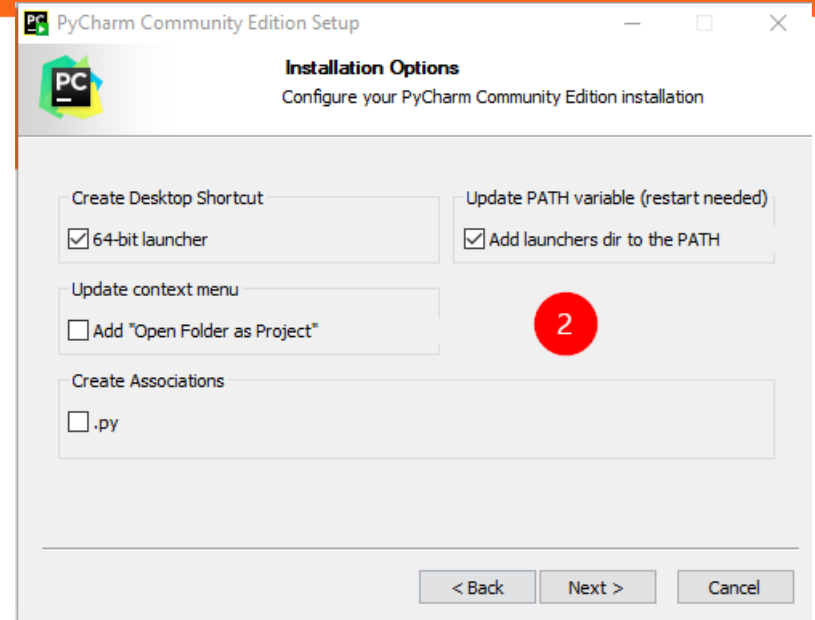 PyCharm Community Edition Setup
Installation Options
Configure your PyCharm Community Edition installation
PC
Create Desktop Shortcut
64-bit launcher
Update PATH variable (restart needed)
Add launchers dir to the PATH
Update context menu
Add "Open Folder as Project"
2
Create Associations
.py
< Back
Next >
Cancel